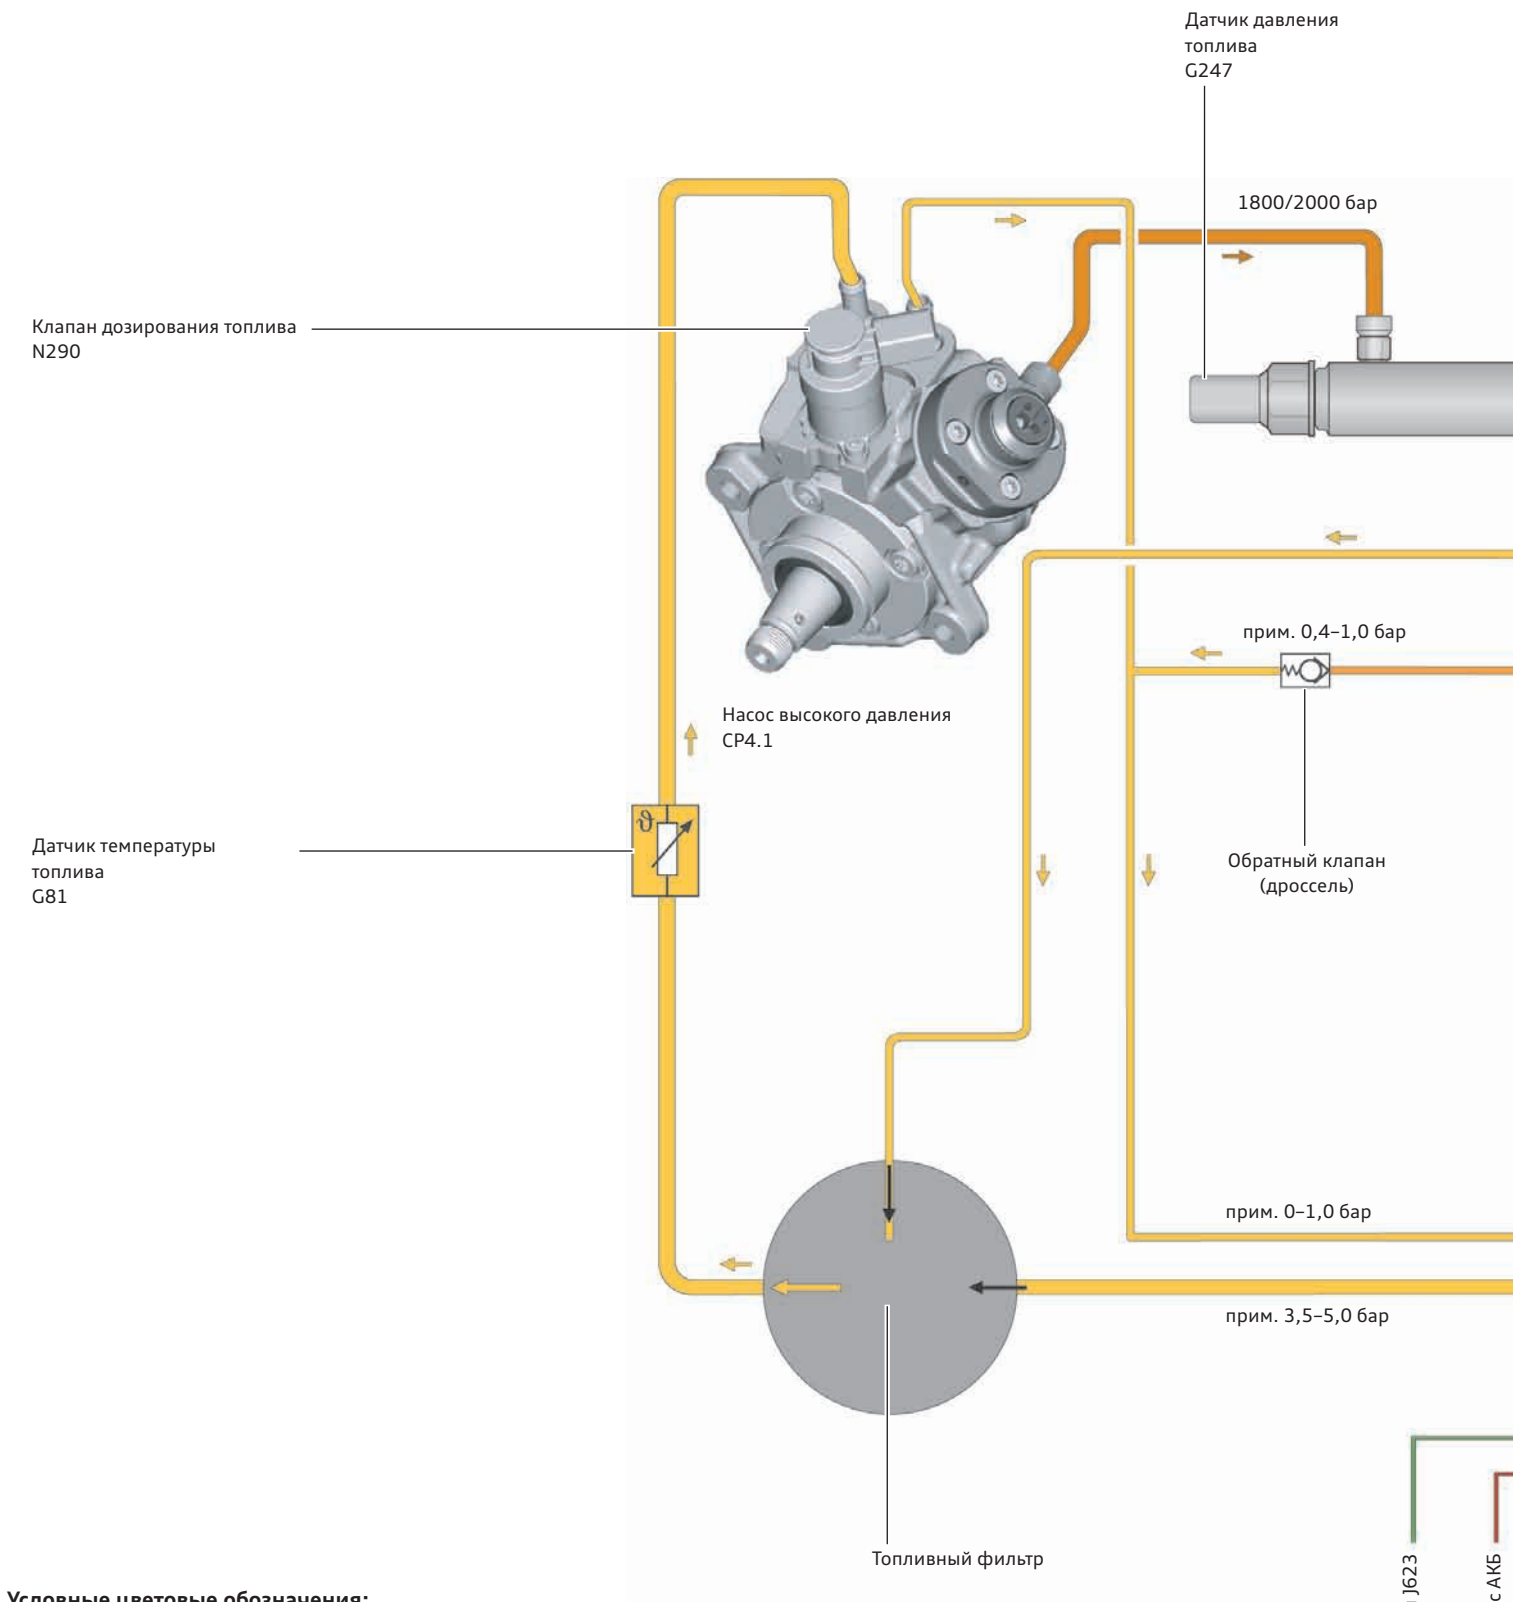 Датчик давления
топлива
G247
1800/2000 бар
Клапан дозирования топлива
N290
прим. 0,4–1,0 бар
Насос высокого давления
CP4.1
ϑ
Датчик температуры
топлива
G81
Обратный клапан
(дроссель)
прим. 0–1,0 бар
прим. 3,5–5,0 бар
Топливный фильтр
J623
с АКБ
Условные цветовые обозначения: